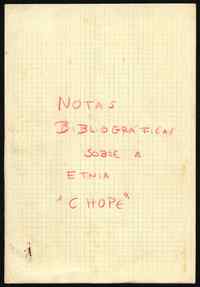 NOTAS
BIBLIOGRÁFICAS
SOBRE A
ETNIA
"CHOPE"